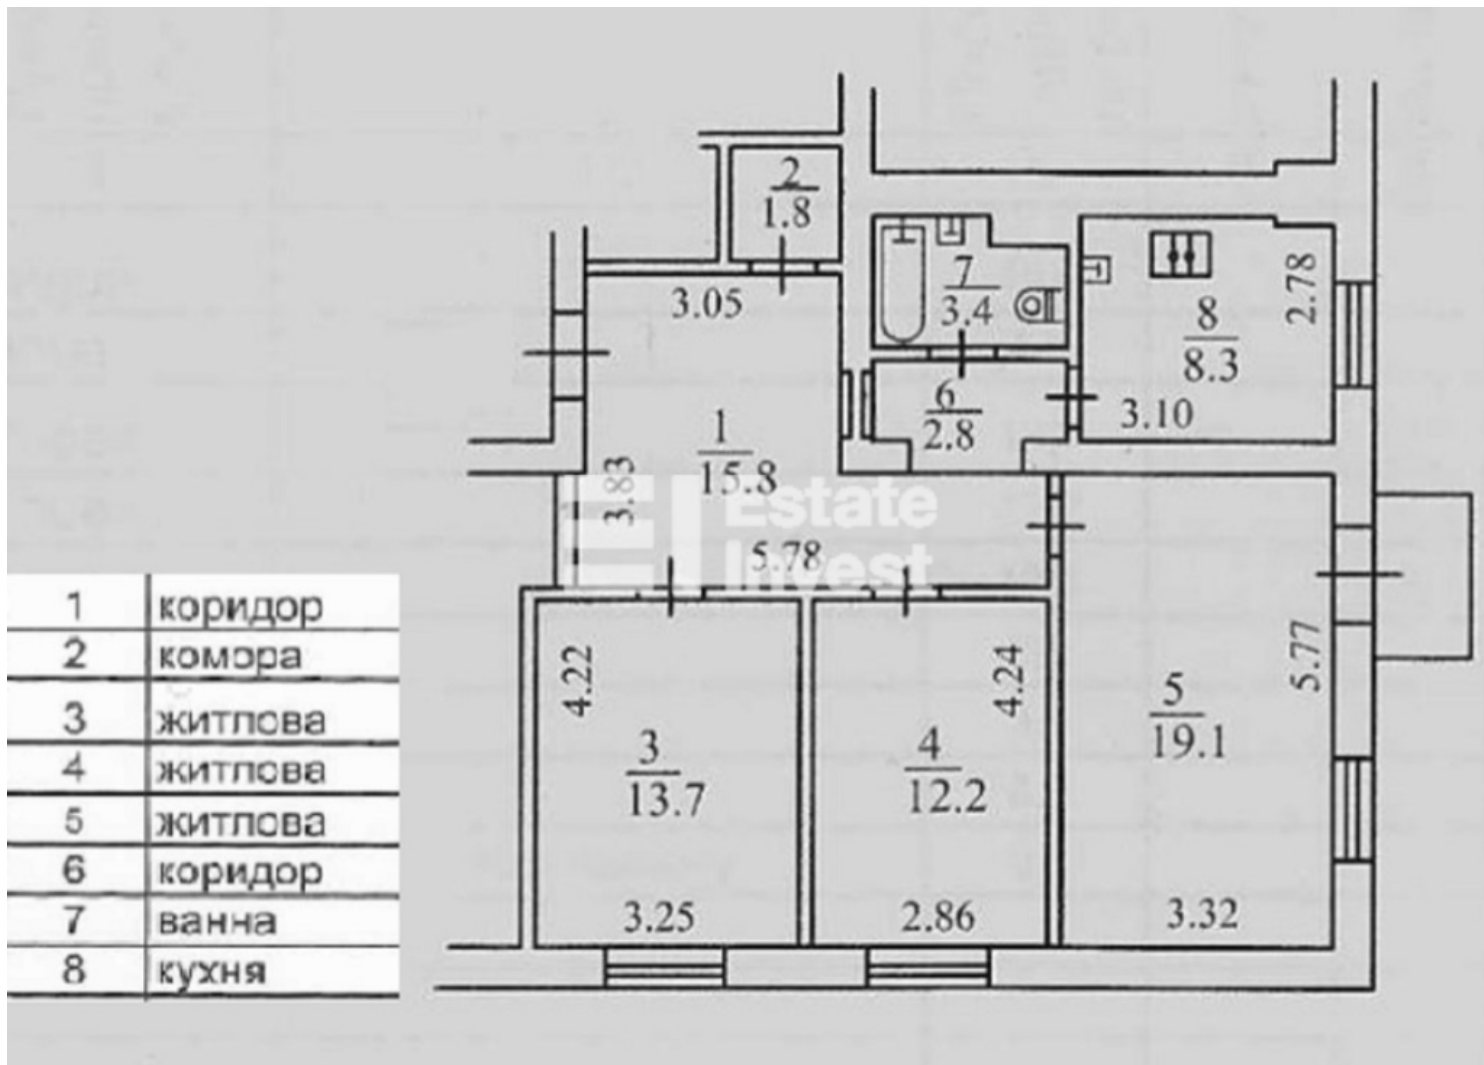 2
1.8
3.05
7
3.4
2.78
8
8.3
3.10
6
2.8
1
15.8
3.83
Estate
Invest
5.78
1 коридор
2 комора
3 житлова
4 житлова
5 житлова
6 коридор
7 ванна
8 кухня
4.22
3
13.7
3.25
4.24
4
12.2
2.86
5.77
5
19.1
3.32